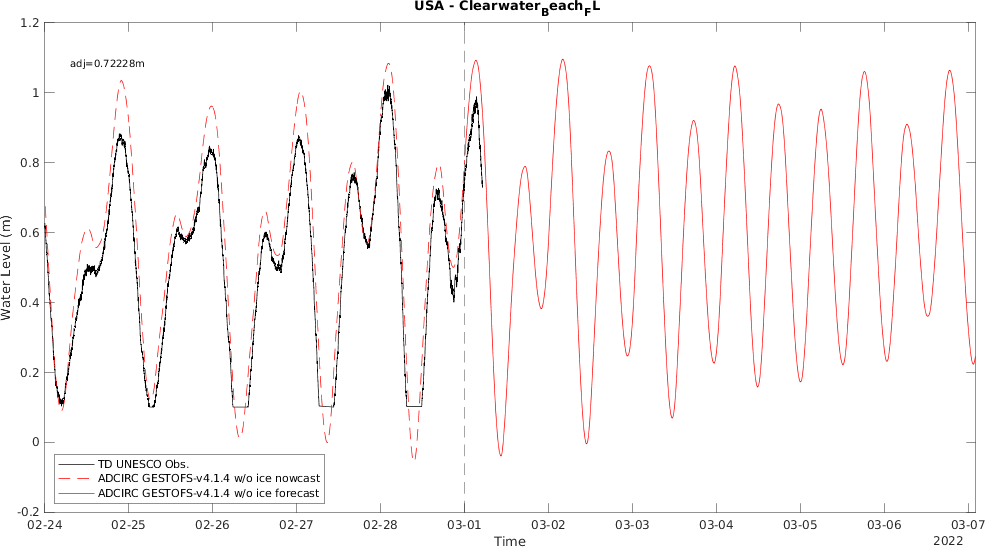 USA - Clearwater_Beach_FL
1.2
adj=0.72228m
1
0.8
0.6
0.4
0.2
0
-0.2
Water Level (m)
TD UNESCO Obs.
ADCIRC GESTOFS-v4.1.4 w/o ice nowcast
ADCIRC GESTOFS-v4.1.4 w/o ice forecast
02-24 02-25 02-26 02-27 02-28 03-01 03-02 03-03 03-04 03-05 03-06 03-07
Time
2022